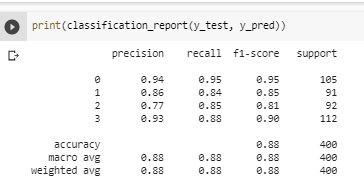 print(classification_report(y_test, y_pred))
precision recall f1-score support
0 0.94 0.95 0.95 105
1 0.86 0.84 0.85 91
2 0.77 0.85 0.81 92
3 0.93 0.88 0.90 112
accuracy 0.88 400
macro avg 0.88 0.88 0.88 400
weighted avg 0.88 0.88 0.88 400